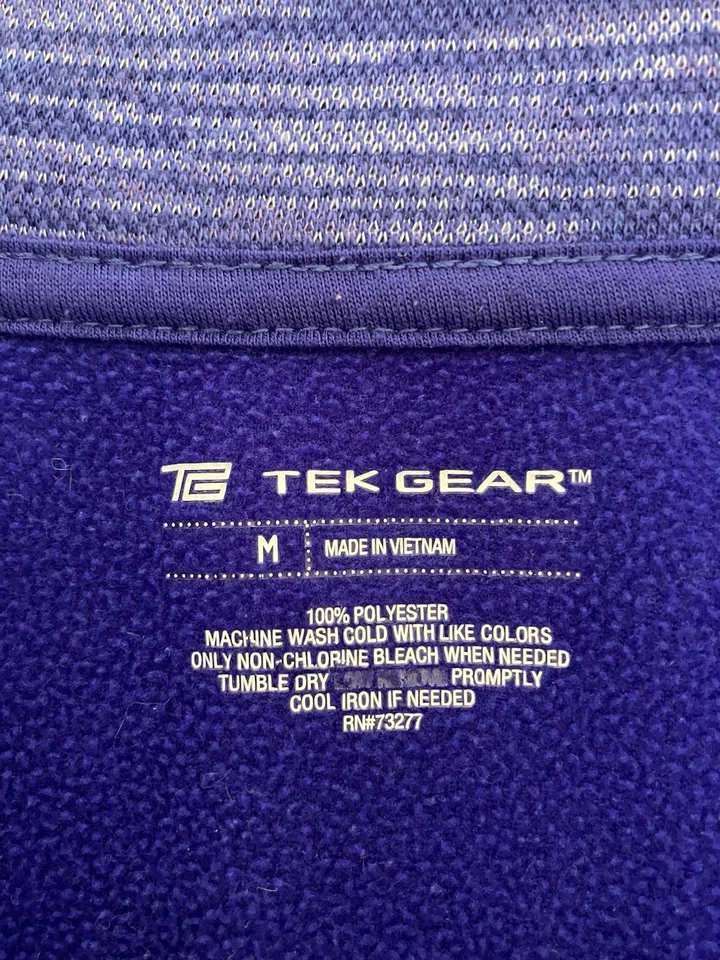 TG TEK GEAR™
M MADE IN VIETNAM
100% POLYESTER
MACHINE WASH COLD WITH LIKE COLORS
ONLY NON-CHLORINE BLEACH WHEN NEEDED
TUMBLE DRY PROMPTLY
COOL IRON IF NEEDED
RN#73277